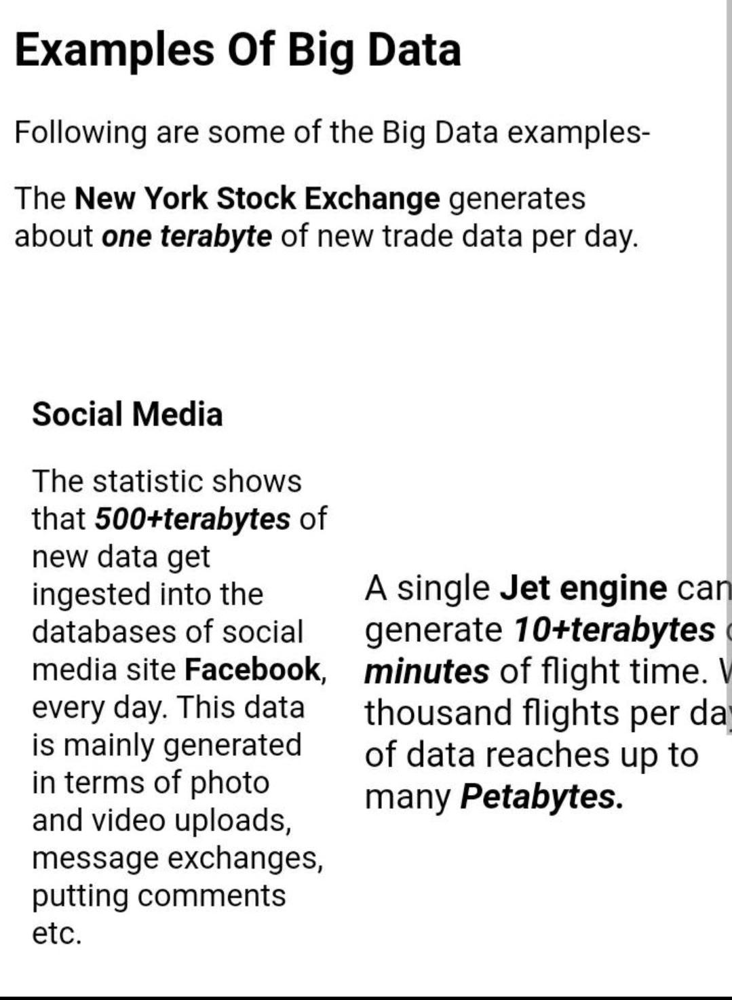 Examples Of Big Data
Following are some of the Big Data examples-
The New York Stock Exchange generates
about one terabyte of new trade data per day.
Social Media
The statistic shows
that 500+terabytes of
new data get
ingested into the
databases of social
media site Facebook,
every day. This data
is mainly generated
in terms of photo
and video uploads,
message exchanges,
putting comments
etc.
A single Jet engine can
generate 10+terabytes
minutes of flight time.
thousand flights per day
of data reaches up to
many Petabytes.